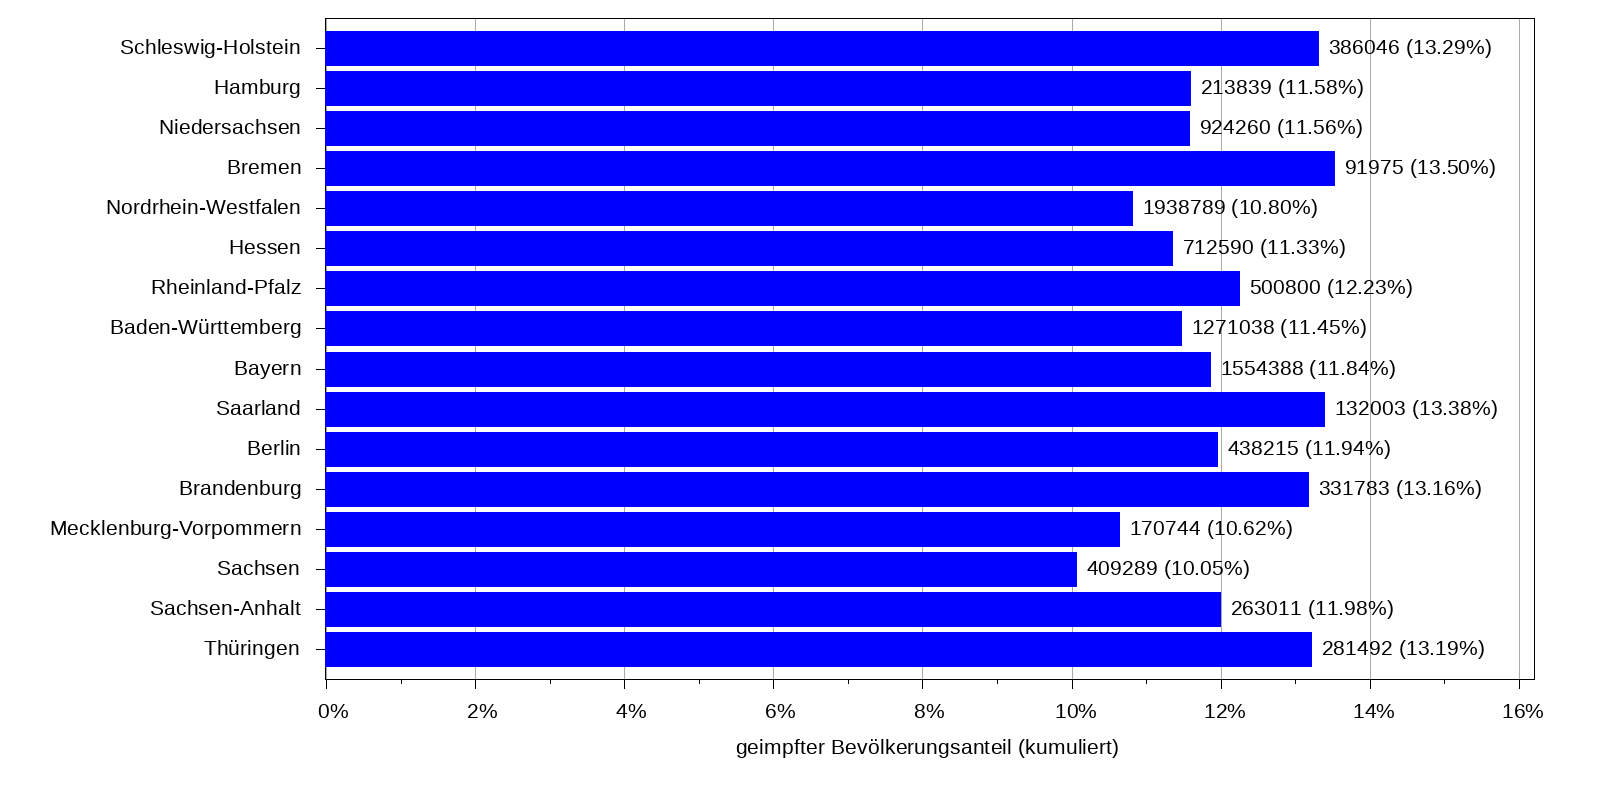 Schleswig-Holstein 386046 (13.29%)
Hamburg 213839 (11.58%)
Niedersachsen 924260 (11.56%)
Bremen 91975 (13.50%)
Nordrhein-Westfalen 1938789 (10.80%)
Hessen 712590 (11.33%)
Rheinland-Pfalz 500800 (12.23%)
Baden-Württemberg 1271038 (11.45%)
Bayern 1554388 (11.84%)
Saarland 132003 (13.38%)
Berlin 438215 (11.94%)
Brandenburg 331783 (13.16%)
Mecklenburg-Vorpommern 170744 (10.62%)
Sachsen 409289 (10.05%)
Sachsen-Anhalt 263011 (11.98%)
Thüringen 281492 (13.19%)
0% 2% 4% 6% 8% 10% 12% 14% 16%
geimpfter Bevölkerungsanteil (kumuliert)